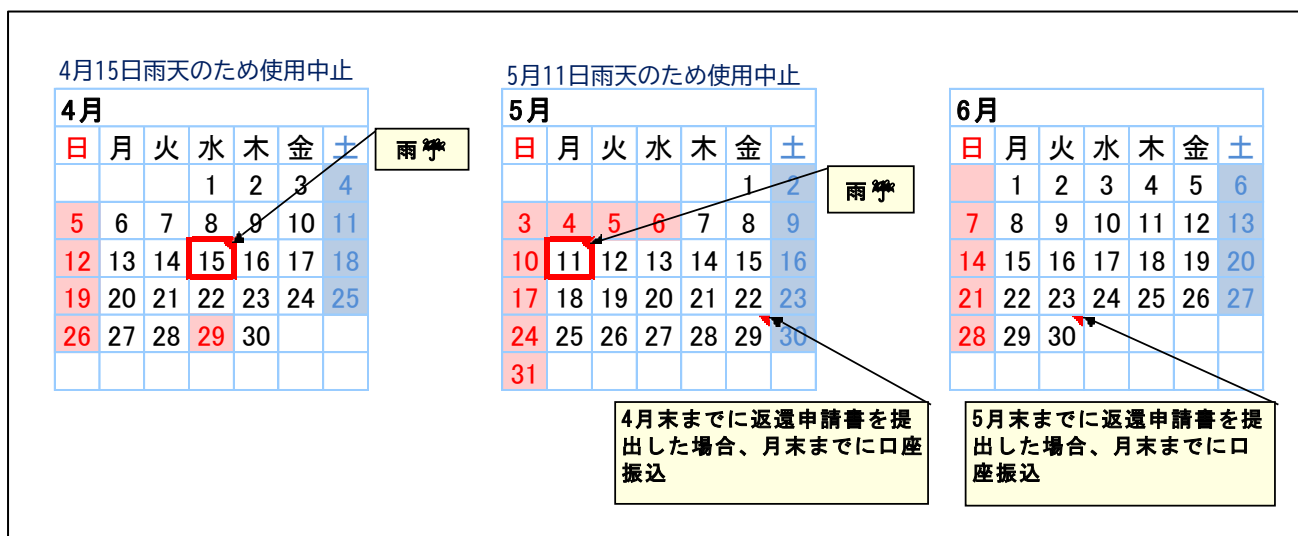 4月15日雨天のため使用中止
4月
日 月 火 水 木 金 土
1 2 3 4
5 6 7 8 9 10 11
12 13 14 15 16 17 18
19 20 21 22 23 24 25
26 27 28 29 30
雨
5月11日雨天のため使用中止
5月
日 月 火 水 木 金 土
1 2
3 4 5 6 7 8 9
10 11 12 13 14 15 16
17 18 19 20 21 22 23
24 25 26 27 28 29 30
31
雨
4月末までに返還申請書を提
出した場合、月末までに口座
振込
6月
日 月 火 水 木 金 土
1 2 3 4 5 6
7 8 9 10 11 12 13
14 15 16 17 18 19 20
21 22 23 24 25 26 27
28 29 30
5月末までに返還申請書を提
出した場合、月末までに口
座振込